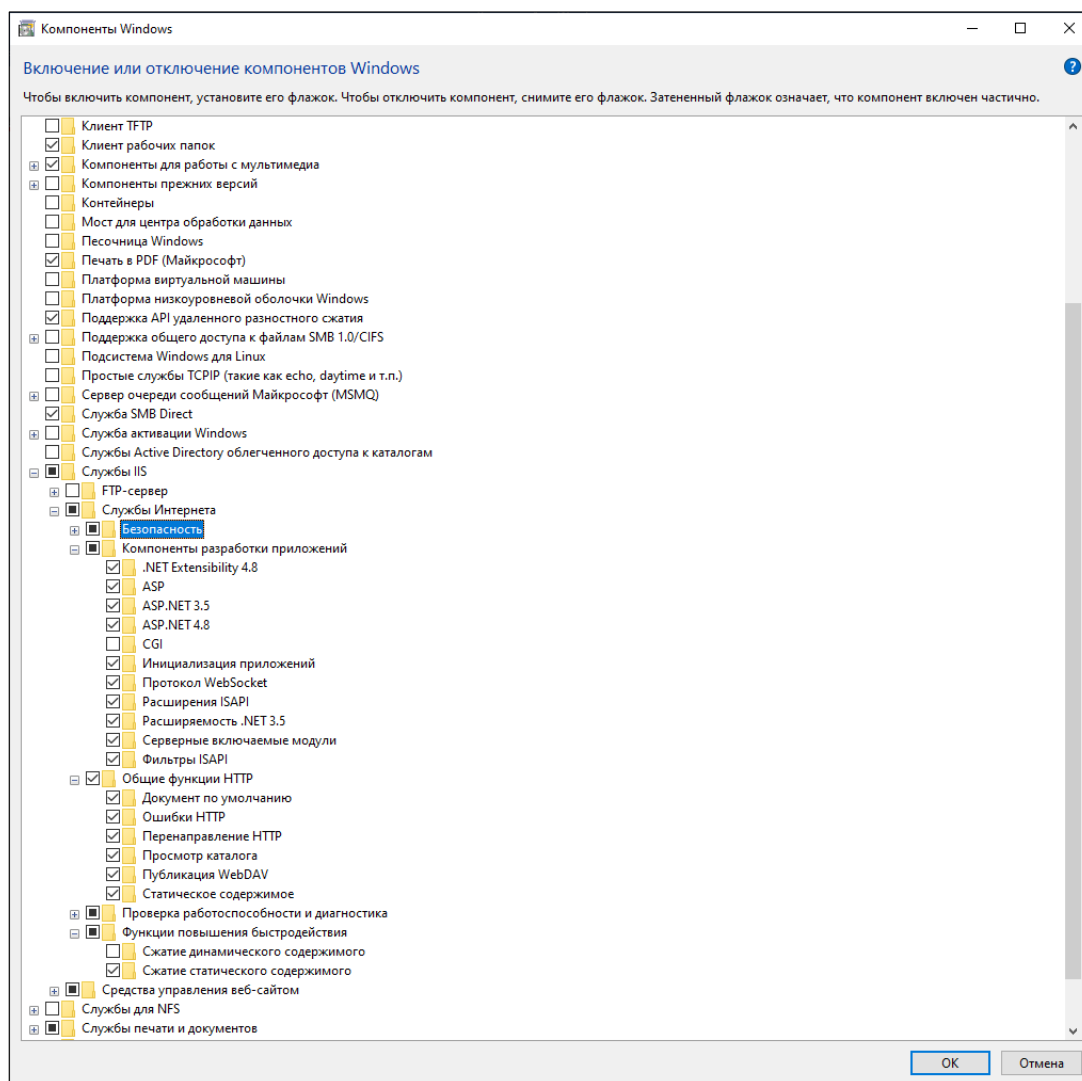 Компоненты Windows
Включение или отключение компонентов Windows
?
Чтобы включить компонент, установите его флажок. Чтобы отключить компонент, снимите его флажок. Затененный флажок означает, что компонент включен частично.
Клиент TFTP
Клиент рабочих папок
Компоненты для работы с мультимедиа
Компоненты прежних версий
Контейнеры
Мост для центра обработки данных
Песочница Windows
Печать в PDF (Майкрософт)
Платформа виртуальной машины
Платформа низкоуровневой оболочки Windows
Поддержка API удаленного разностного сжатия
Поддержка общего доступа к файлам SMB 1.0/CIFS
Подсистема Windows для Linux
Простые службы TCPIP (такие как echo, daytime и т.п.)
Сервер очереди сообщений Майкрософт (MSMQ)
Служба SMB Direct
Служба активации Windows
Службы Active Directory облегченного доступа к каталогам
Службы IIS
FTP-сервер
Службы Интернета
Безопасность
Компоненты разработки приложений
.NET Extensibility 4.8
ASP
ASP.NET 3.5
ASP.NET 4.8
CGI
Инициализация приложений
Протокол WebSocket
Расширения ISAPI
Расширяемость .NET 3.5
Серверные включаемые модули
Фильтры ISAPI
Общие функции HTTP
Документ по умолчанию
Ошибки HTTP
Перенаправление HTTP
Просмотр каталога
Публикация WebDAV
Статическое содержимое
Проверка работоспособности и диагностика
Функции повышения быстродействия
Сжатие динамического содержимого
Сжатие статического содержимого
Средства управления веб-сайтом
Службы для NFS
Службы печати и документов
ОК
Отмена